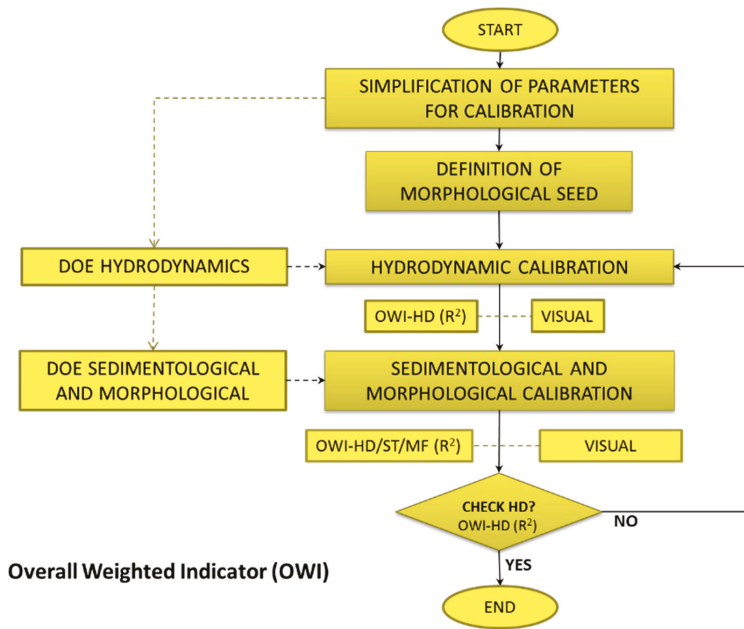 START
SIMPLIFICATION OF PARAMETERS
FOR CALIBRATION
DEFINITION OF
MORPHOLOGICAL SEED
DOE HYDRODYNAMICS
HYDRODYNAMIC CALIBRATION
OWI-HD (R²)
VISUAL
DOE SEDIMENTOLOGICAL
AND MORPHOLOGICAL
SEDIMENTOLOGICAL AND
MORPHOLOGICAL CALIBRATION
OWI-HD/ST/MF (R²)
VISUAL
CHECK HD?
OWI-HD (R²)
NO
YES
Overall Weighted Indicator (OWI)
END